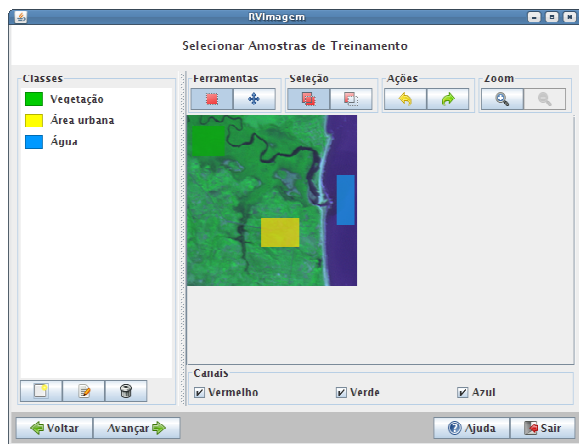 RVImagem
Selecionar Amostras de Treinamento
Classes
Vegetação
Área urbana
Água
Ferramentas
Seleção
Ações
Zoom
Canais
Vermelho
Verde
Azul
Voltar
Avançar
Ajuda
Sair